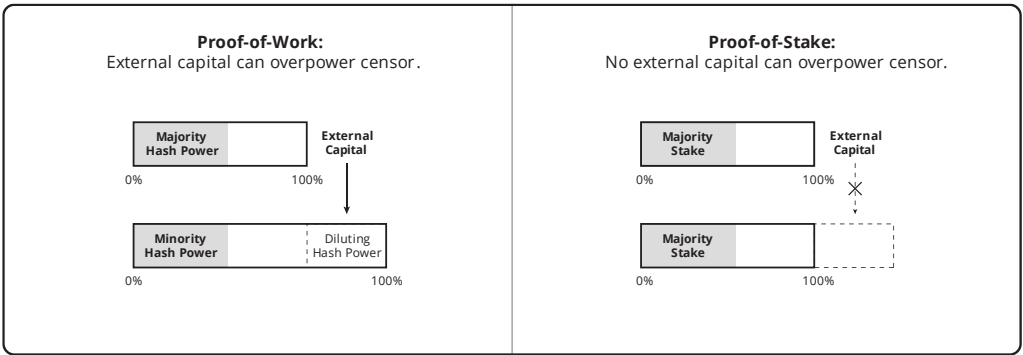 Proof-of-Work:
External capital can overpower censor.
Majority
Hash Power
External
Capital
0%
100%
Minority
Hash Power
Diluting
Hash Power
0%
100%
Proof-of-Stake:
No external capital can overpower censor.
Majority
Stake
External
Capital
0%
100%
Majority
Stake
0%
100%